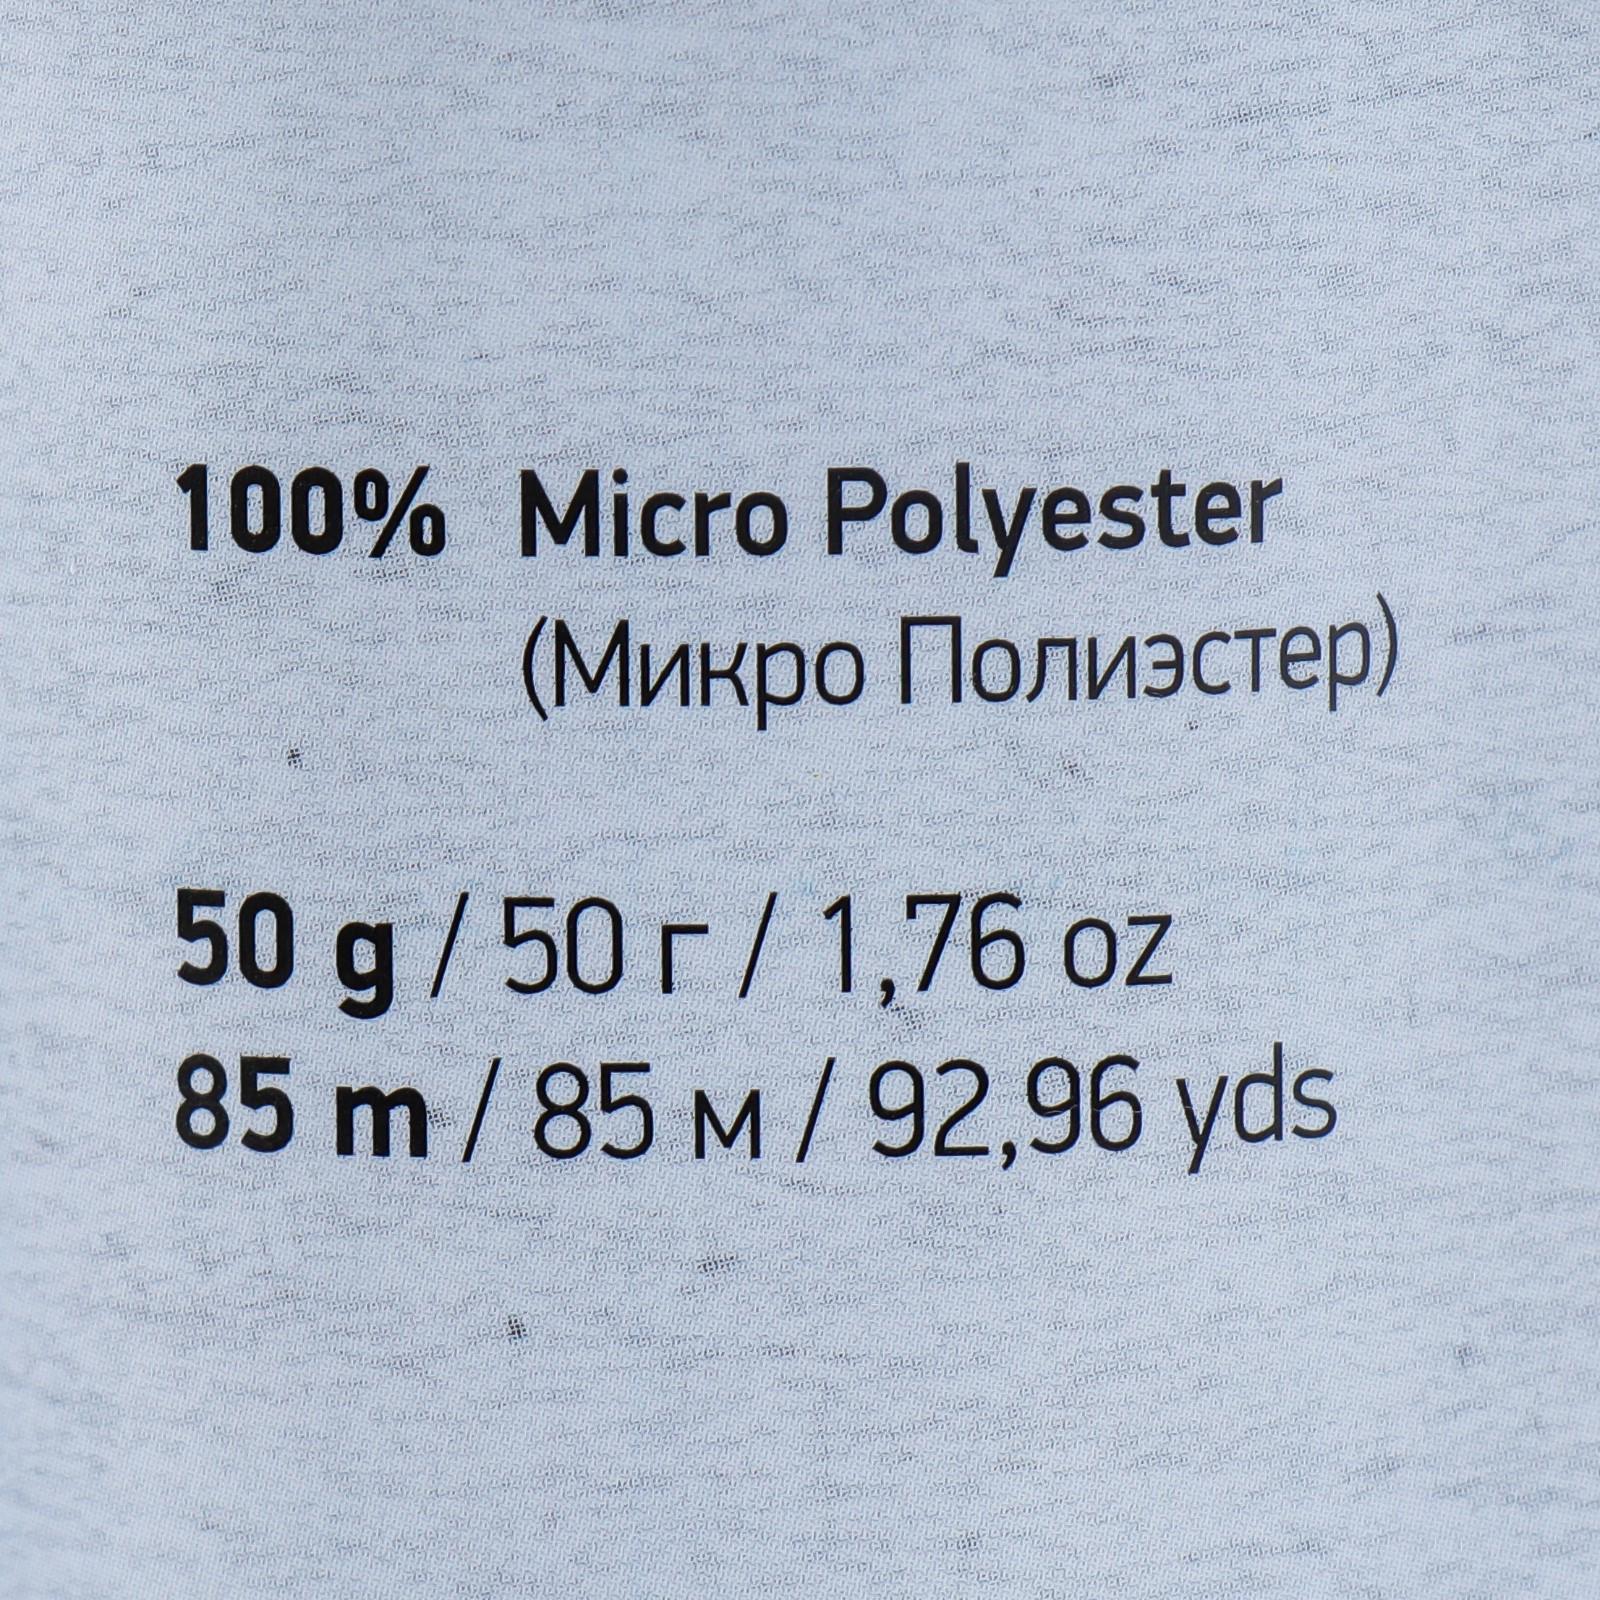 100% Micro Polyester
(Микро Полиэстер)
50 g / 50 г / 1,76 oz
85 m / 85 м / 92,96 yds